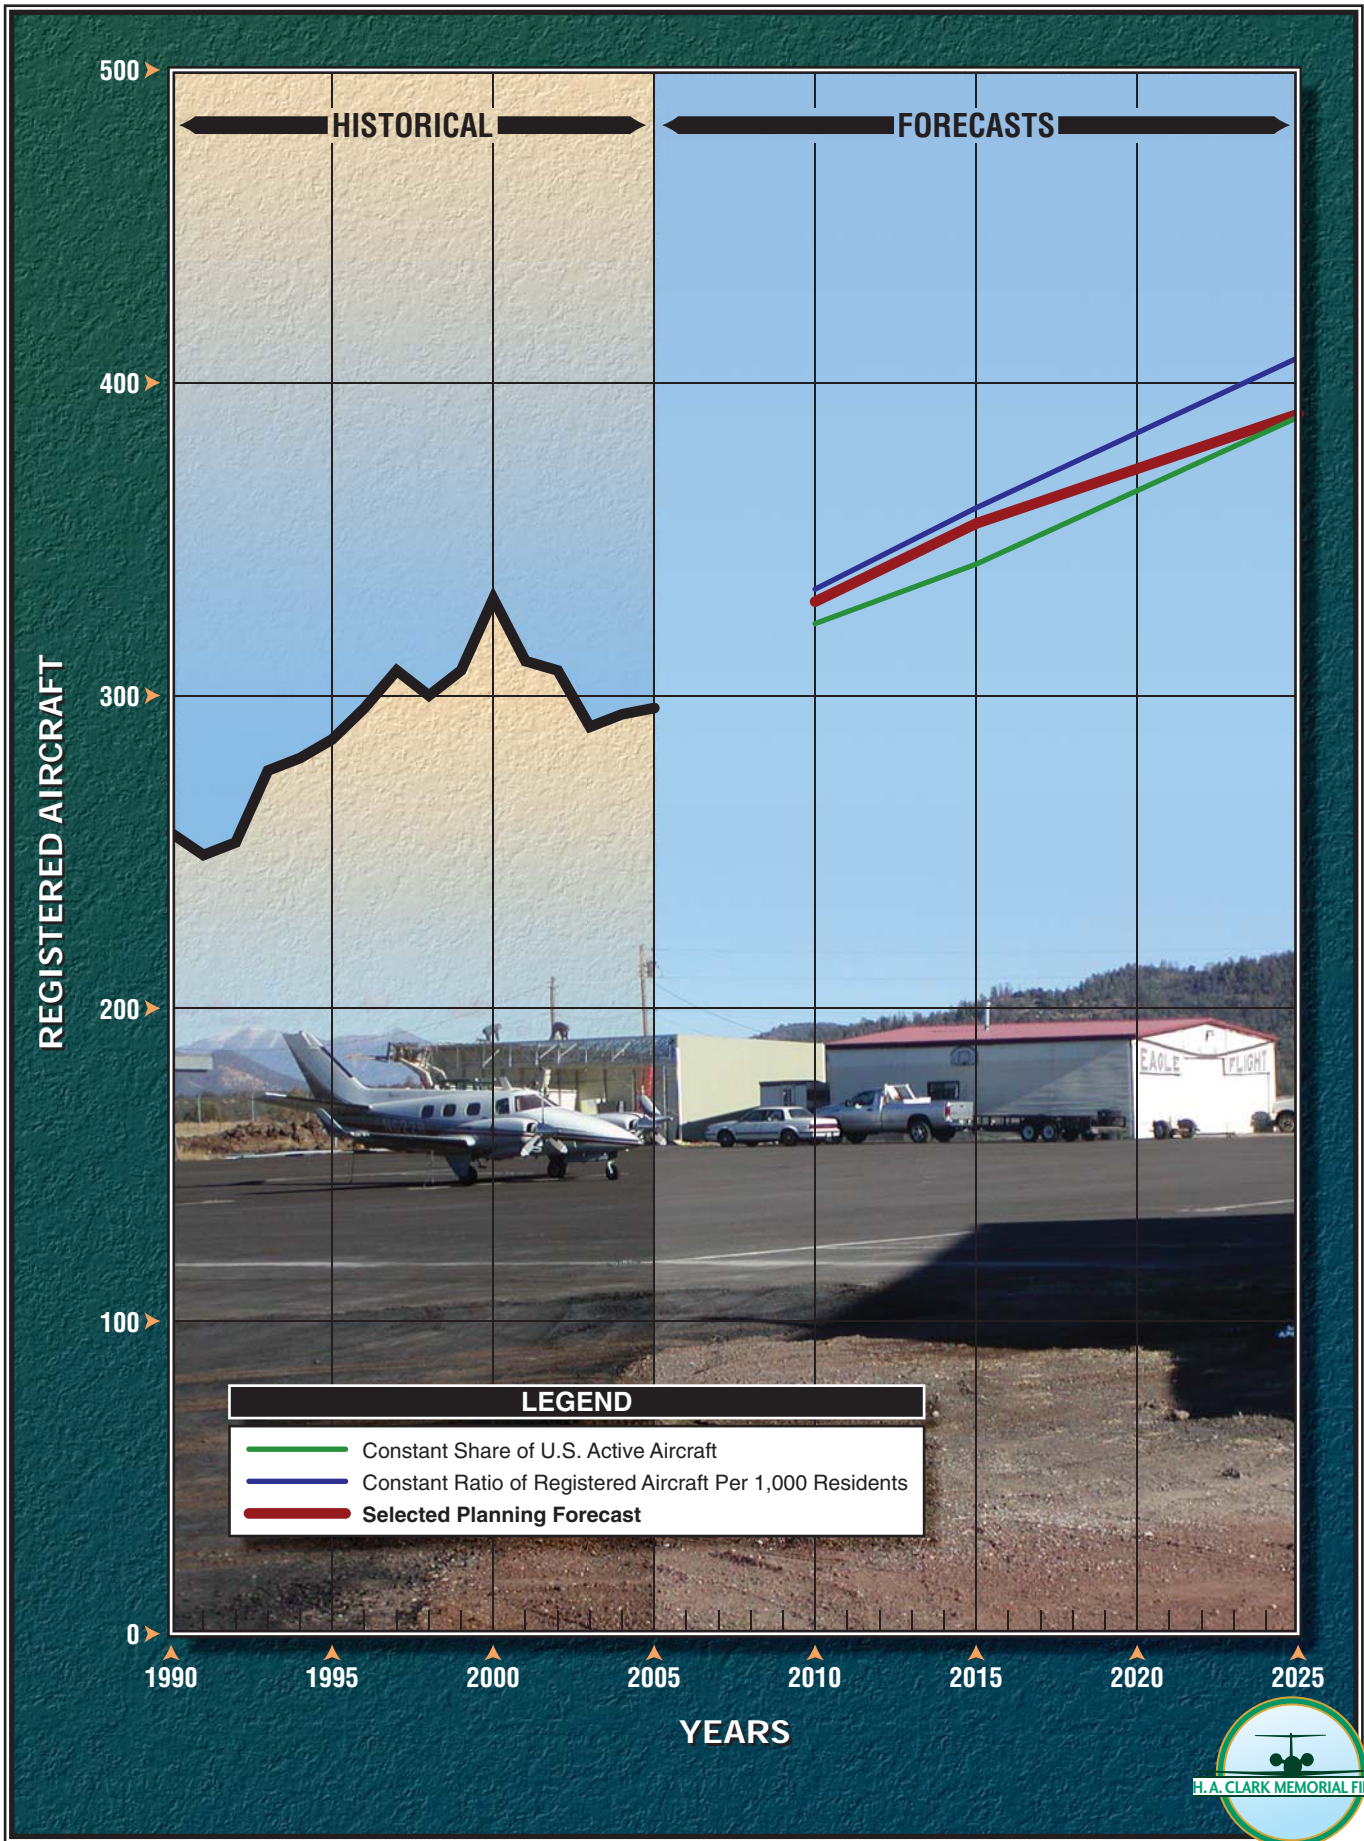 500
HISTORICAL
FORECASTS
400
300
200
100
0
REGISTERED AIRCRAFT
EAGLE FLIGHT
LEGEND
Constant Share of U.S. Active Aircraft
Constant Ratio of Registered Aircraft Per 1,000 Residents
Selected Planning Forecast
1990
1995
2000
2005
2010
2015
2020
2025
YEARS
H. A. CLARK MEMORIAL FI